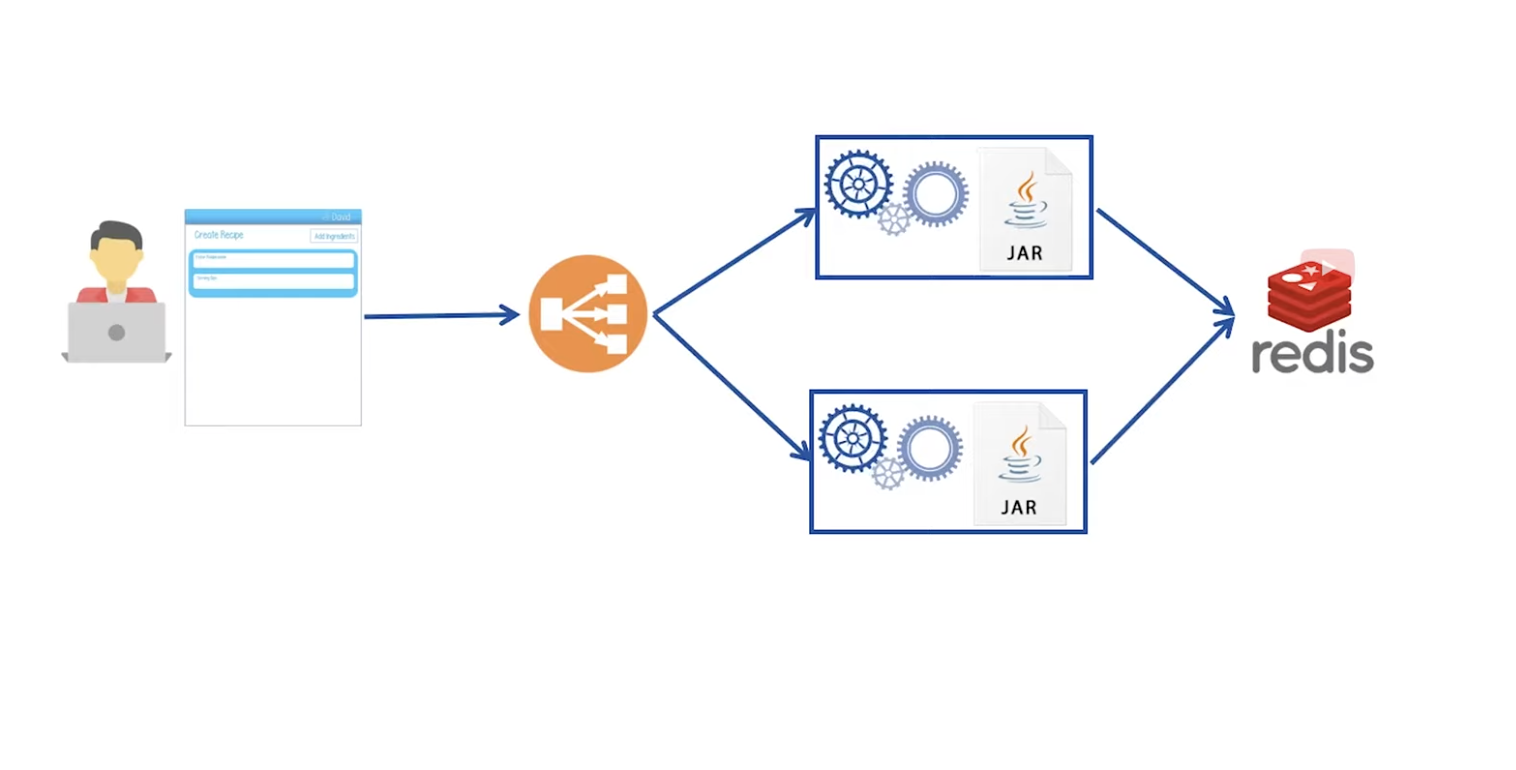 David
Create Recipe
Add Ingredients
JAR
JAR
redis